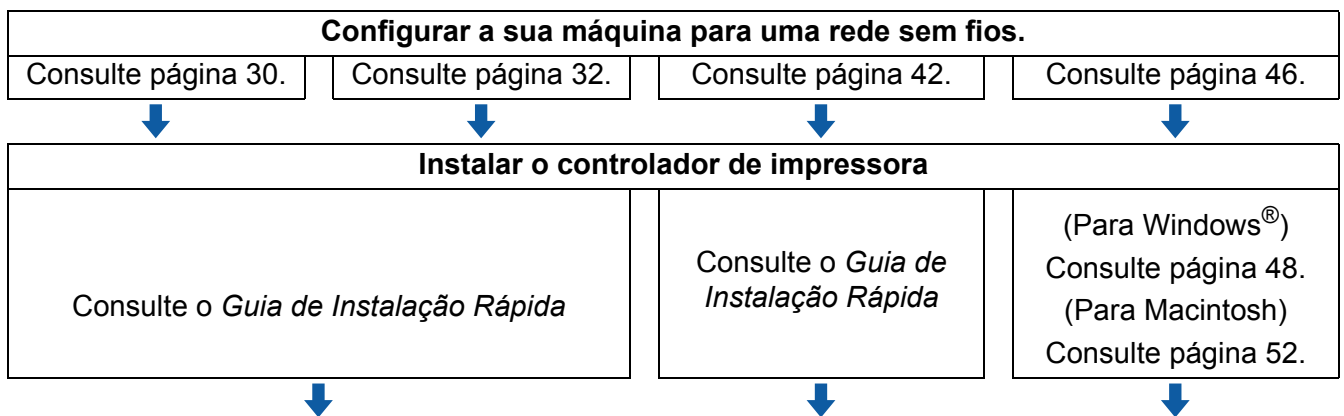 Configurar a sua máquina para uma rede sem fios.
Consulte página 30.
Consulte página 32.
Consulte página 42.
Consulte página 46.
Instalar o controlador de impressora
Consulte o Guia de Instalação Rápida
Consulte o Guia de
Instalação Rápida
(Para Windows®)
Consulte página 48.
(Para Macintosh)
Consulte página 52.